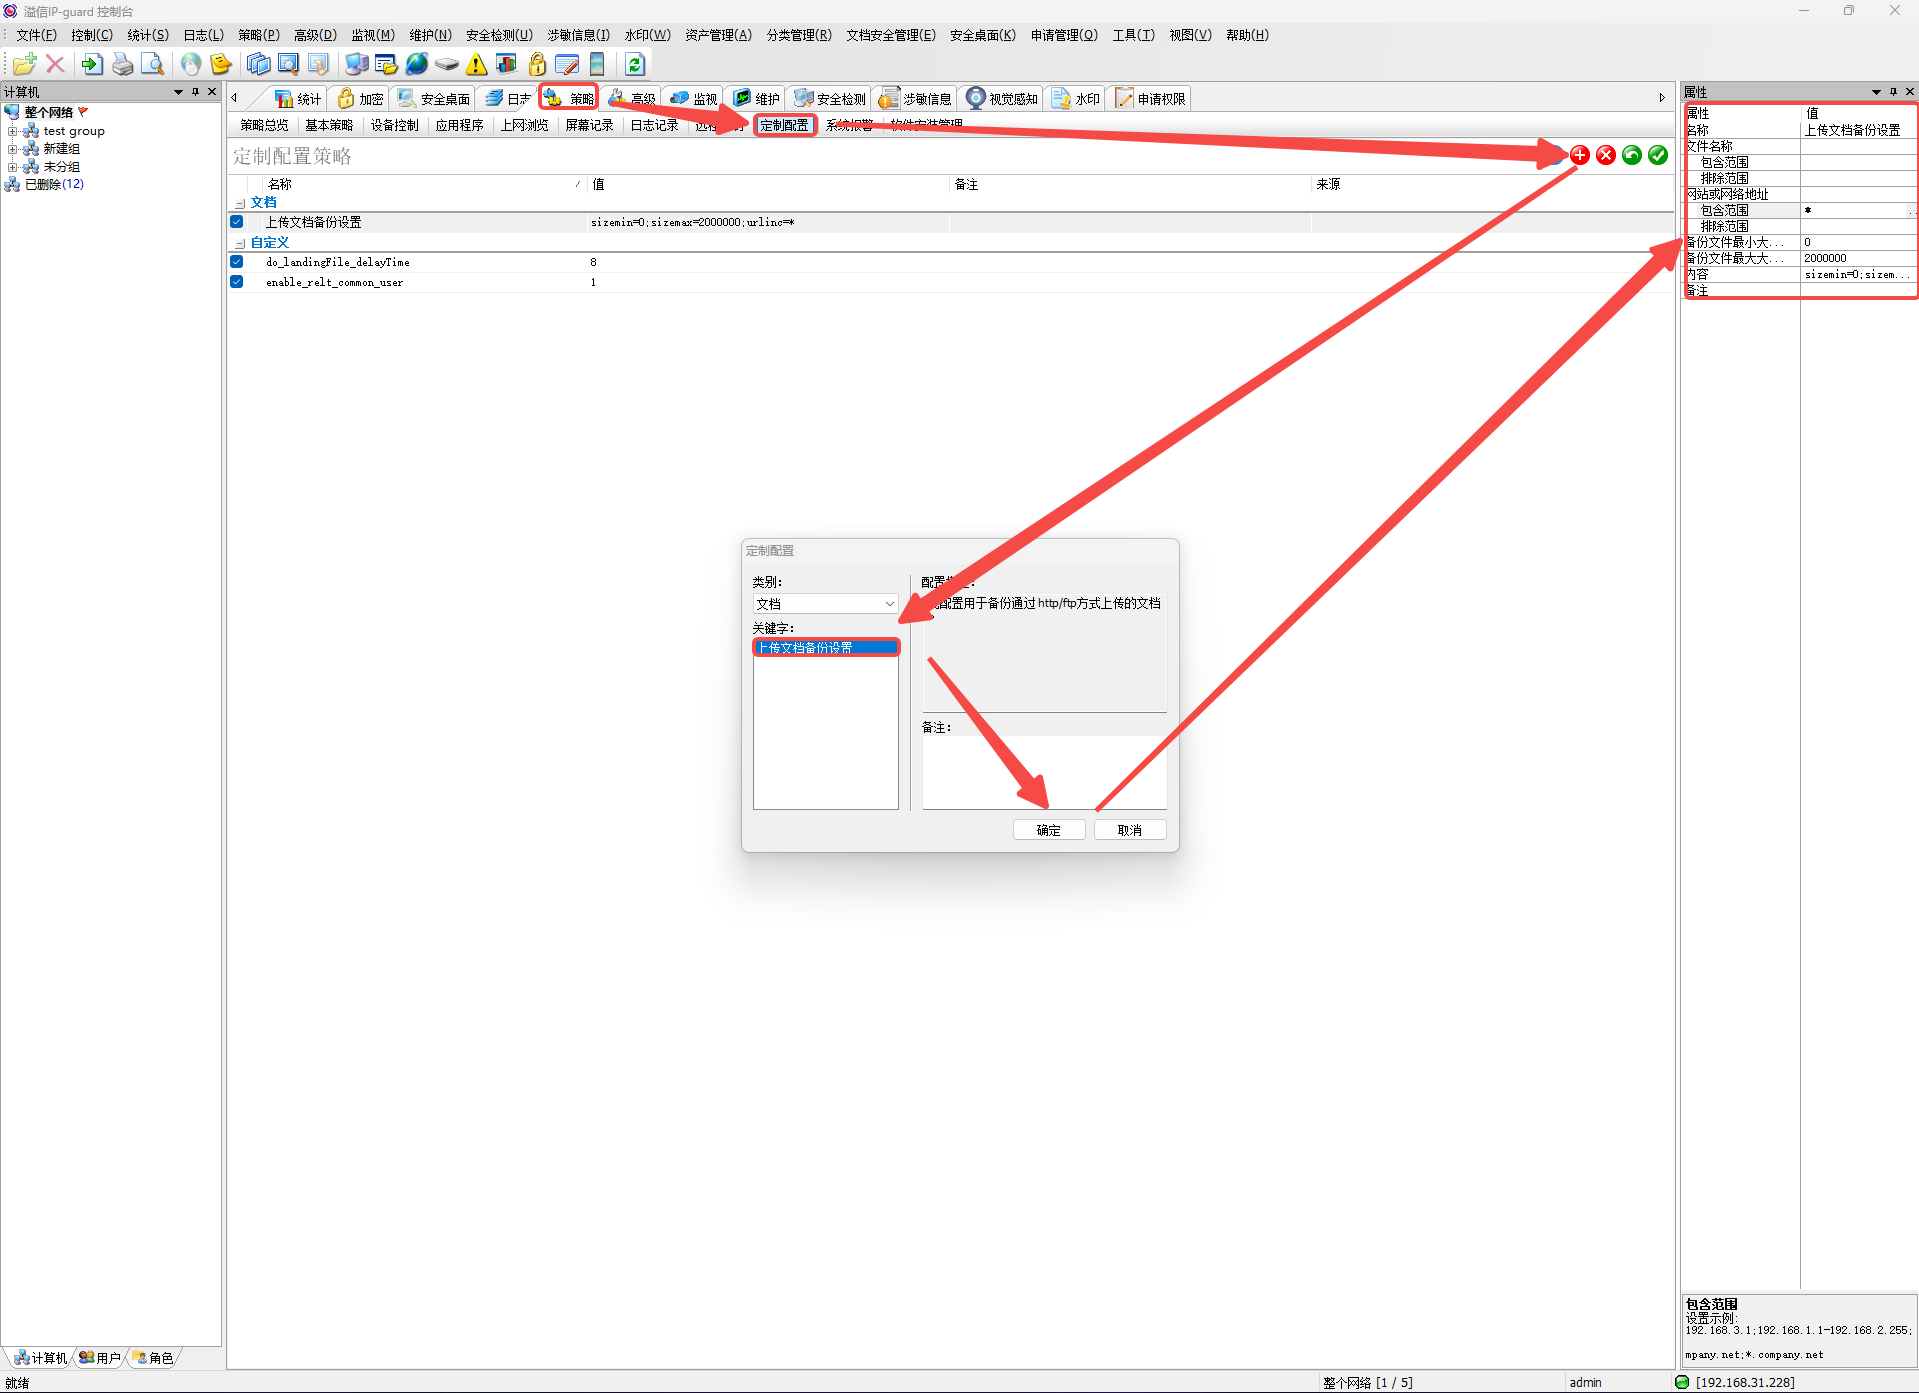 溢信IP-guard 控制台
文件(F) 控制(C) 统计(S) 日志(L) 策略(P) 高级(D) 监视(M) 维护(N) 安全检测(U) 涉敏信息(I) 水印(W) 资产管理(A) 分类管理(R) 文档安全管理(E) 安全桌面(K) 申请管理(Q) 工具(T) 视图(V) 帮助(H)
计算机
整个网络
test group
新建组
未分组
已删除(12)
统计 加密 安全桌面 日志 策略 高级 监视 维护 安全检测 涉敏信息 视觉感知 水印 申请权限
策略总览 基本策略 设备控制 应用程序 上网浏览 屏幕记录 日志记录 定制配置 系统报警 软件安装管理
定制配置策略
名称 值 备注 来源
文档
上传文档备份设置 sizemin=0;sizemax=2000000;urlinc=*
自定义
do_landingFile_delayTime 8
enable_relt_common_user 1
定制配置
类别:
文档
关键字:
上传文档备份设置
配置
配置用于备份通过http/ftp方式上传的文档
备注:
确定 取消
属性
属性 值
名称 上传文档备份设置
文件名称
包含范围
排除范围
网站或网络地址
包含范围 *
排除范围
备份文件最小大... 0
备份文件最大大... 2000000
内容 sizemin=0;sizem...
备注
包含范围
设置示例:
192.168.3.1;192.168.1.1-192.168.2.255;
mpany.net;*.company.net
计算机 用户 角色
就绪 整个网络 [1 / 5] admin [192.168.31.228]